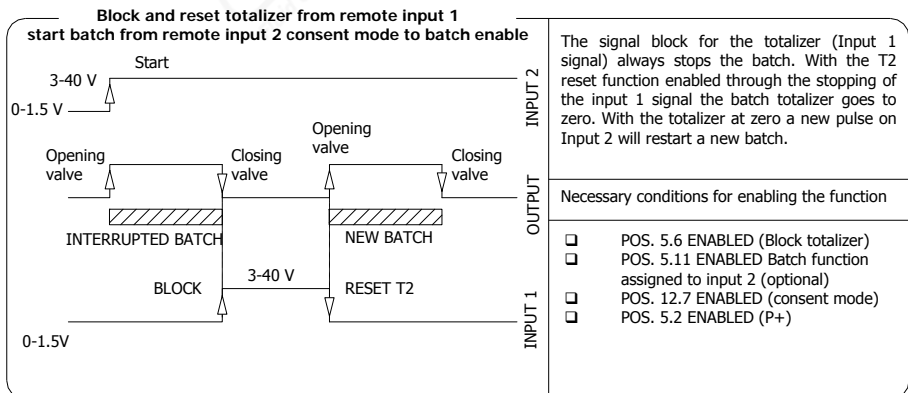 Block and reset totalizer from remote input 1
start batch from remote input 2 consent mode to batch enable
Start
3-40 V
0-1.5 V
INPUT 2
Opening
valve
Closing
valve
Opening
valve
Closing
valve
OUTPUT
INTERRUPTED BATCH
NEW BATCH
3-40 V
BLOCK
RESET T2
INPUT 1
0-1.5V
The signal block for the totalizer (Input 1
signal) always stops the batch. With the T2
reset function enabled through the stopping of
the input 1 signal the batch totalizer goes to
zero. With the totalizer at zero a new pulse on
Input 2 will restart a new batch.
Necessary conditions for enabling the function
❑ POS. 5.6 ENABLED (Block totalizer)
❑ POS. 5.11 ENABLED Batch function
assigned to input 2 (optional)
❑ POS. 12.7 ENABLED (consent mode)
❑ POS. 5.2 ENABLED (P+)